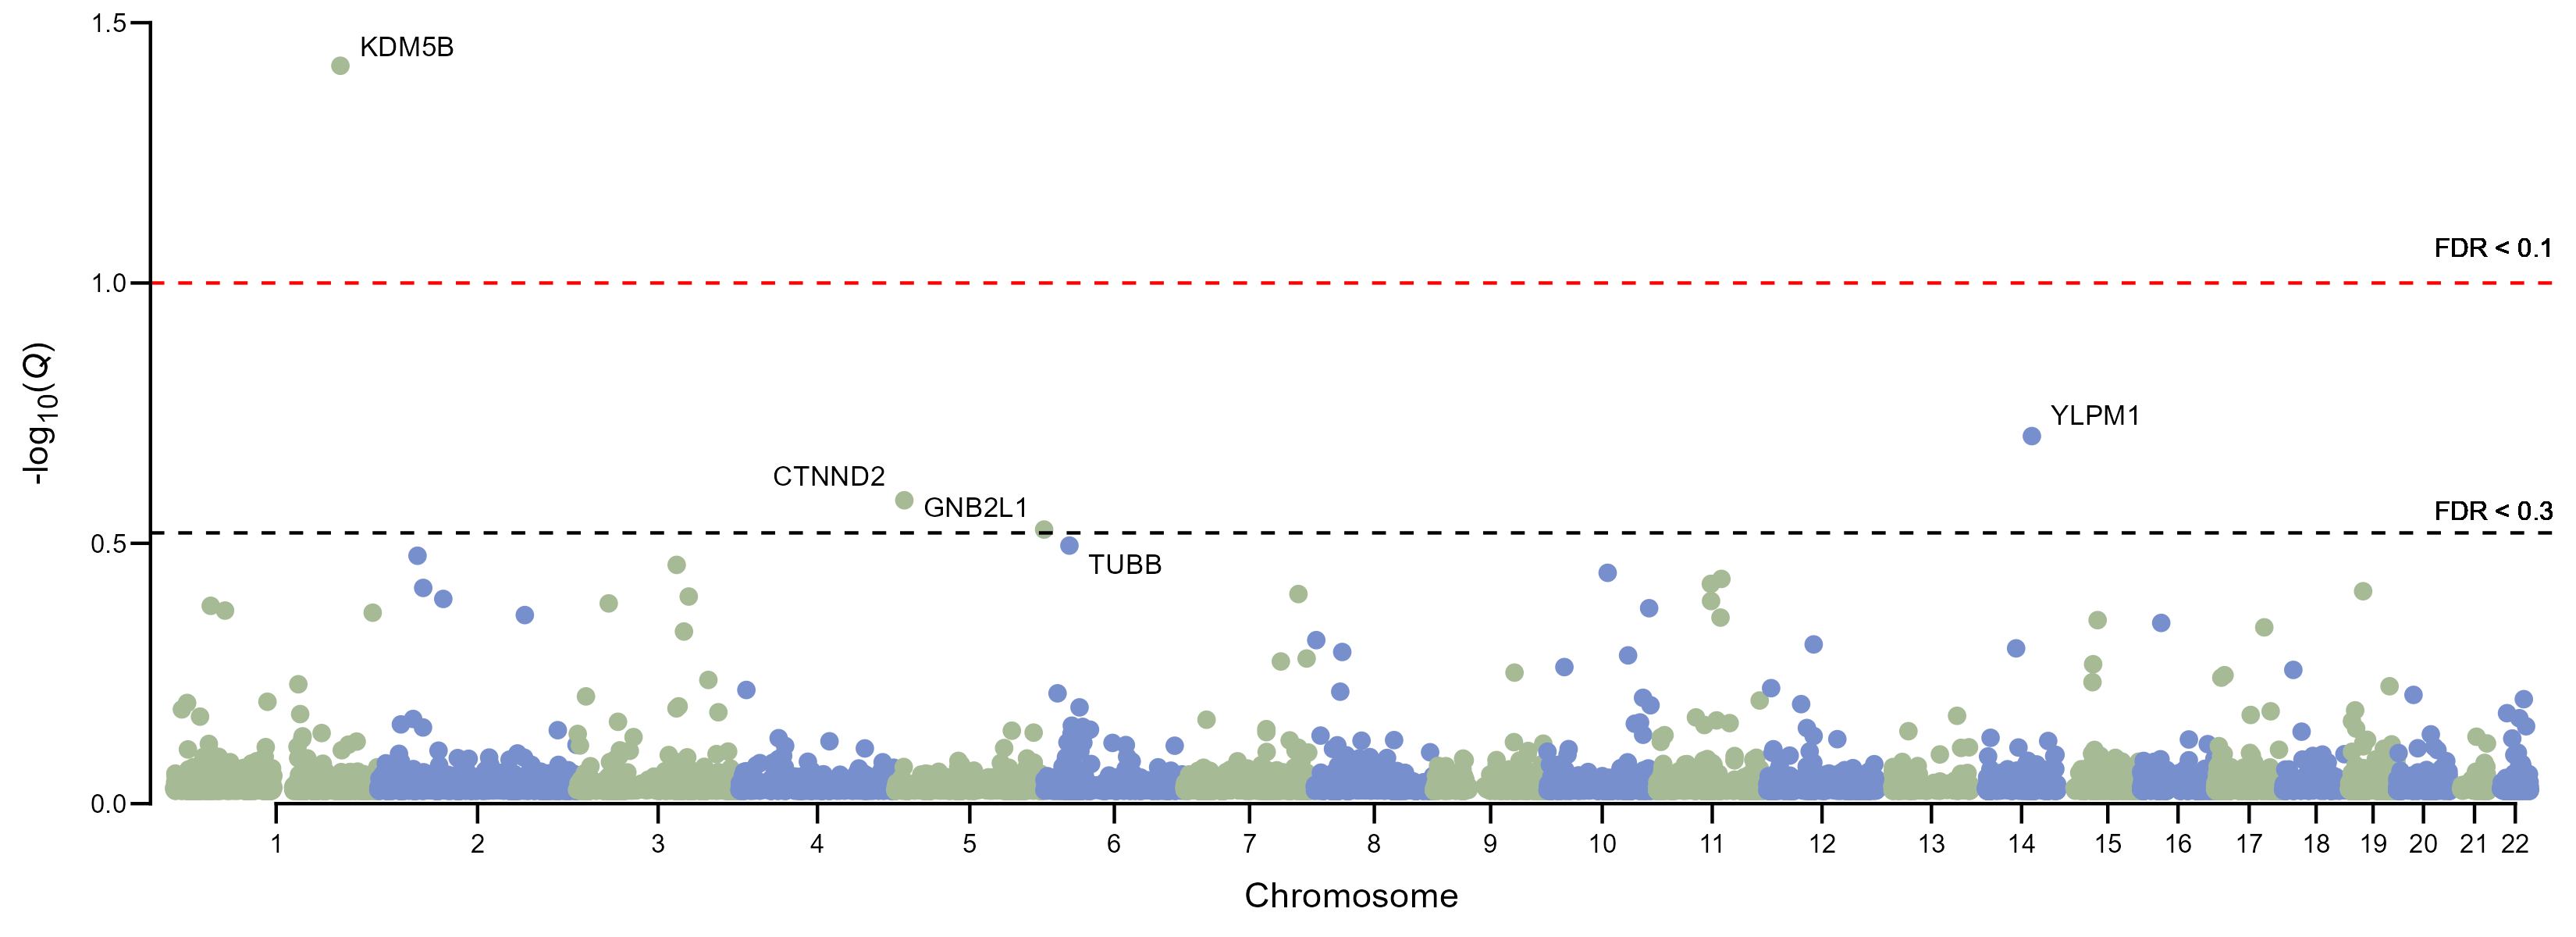 1.5
KDM5B
FDR < 0.1
1.0
-log10(Q)
YLPM1
CTNND2
GNB2L1
FDR < 0.3
0.5
TUBB
0.0
1 2 3 4 5 6 7 8 9 10 11 12 13 14 15 16 17 18 19 20 21 22
Chromosome